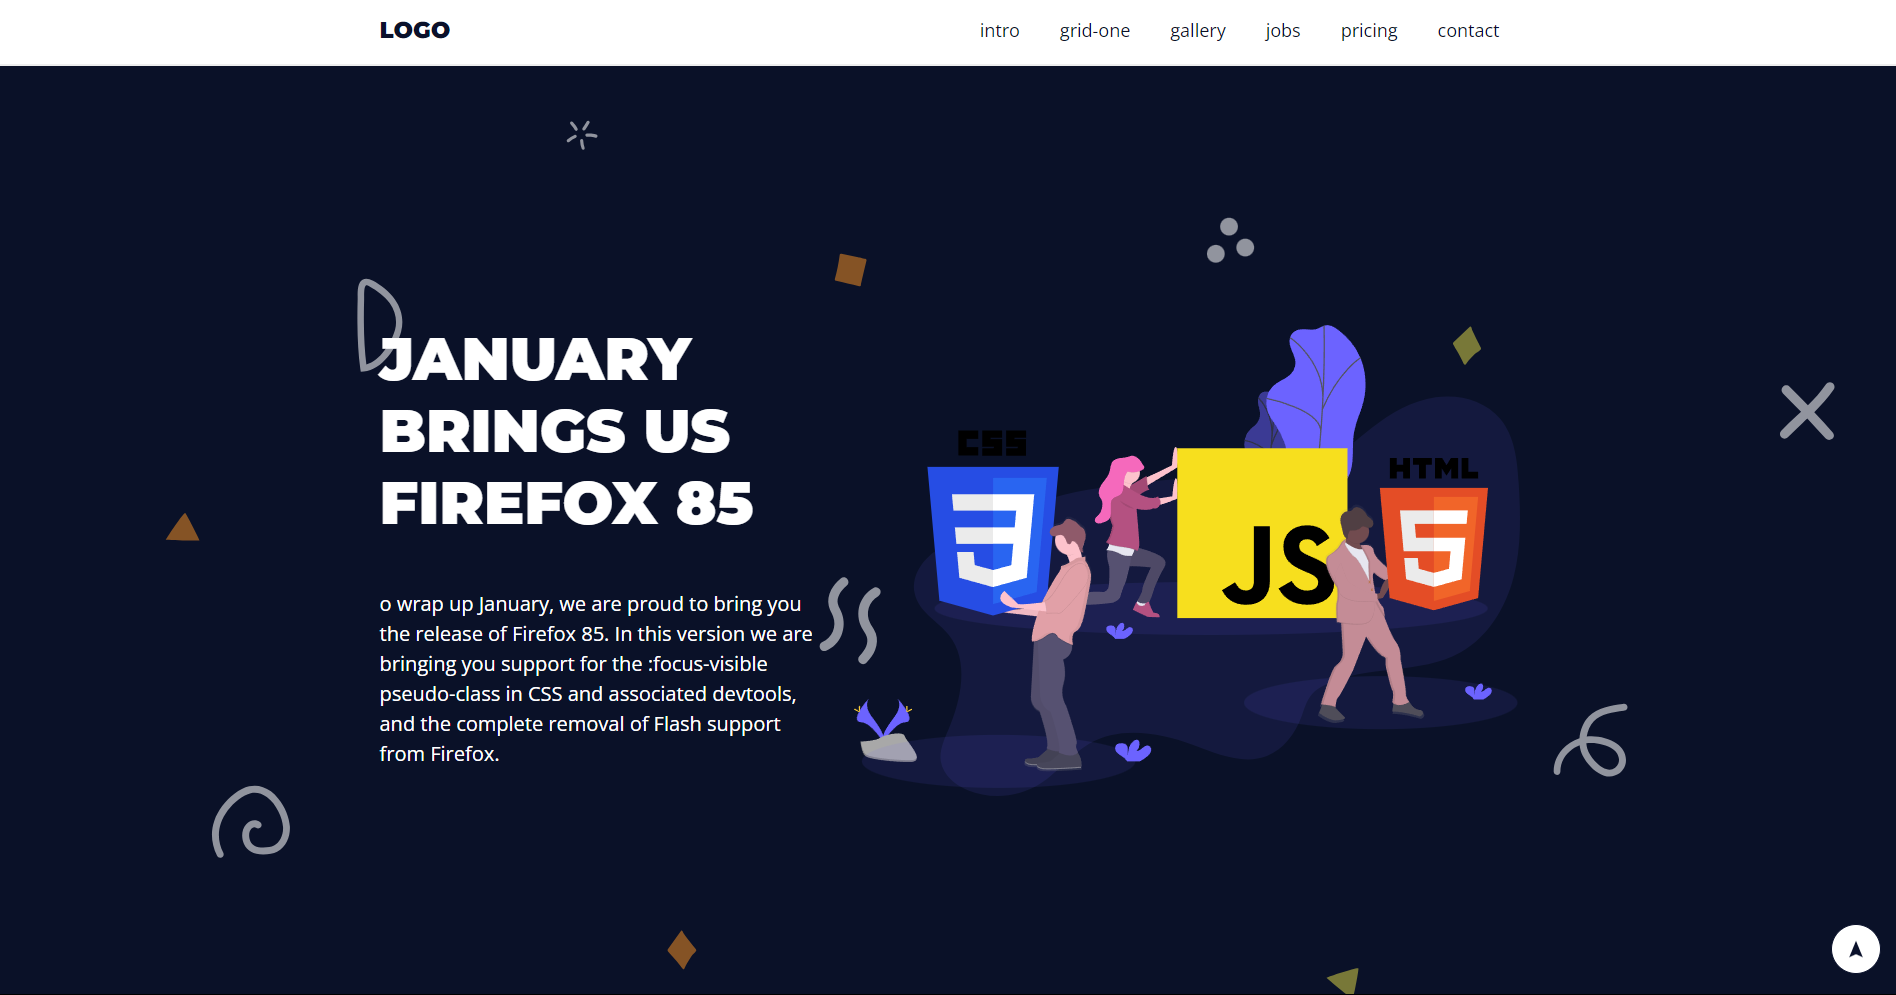 LOGO
intro
grid-one
gallery
jobs
pricing
contact
JANUARY
BRINGS US
FIREFOX 85
o wrap up January, we are proud to bring you
the release of Firefox 85. In this version we are
bringing you support for the :focus-visible
pseudo-class in CSS and associated devtools,
and the complete removal of Flash support
from Firefox.
CSS
3
JS
HTML
5